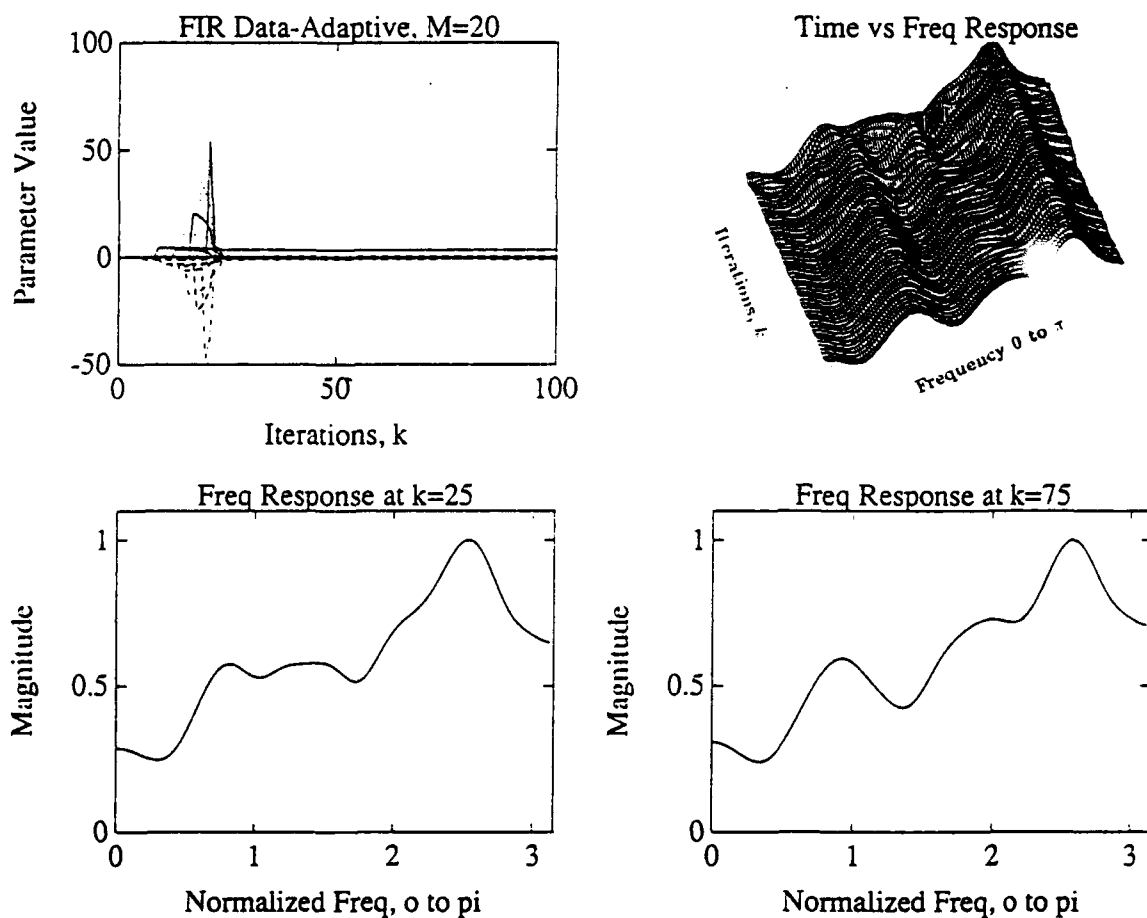 FIR Data-Adaptive, M=20
100
50
0
-50
Parameter Value
0
50
100
Iterations, k
Time vs Freq Response
Iterations, k
Frequency 0 to π
Freq Response at k=25
1
0.5
0
Magnitude
0
1
2
3
Normalized Freq, o to pi
Freq Response at k=75
1
0.5
0
Magnitude
0
1
2
3
Normalized Freq, o to pi